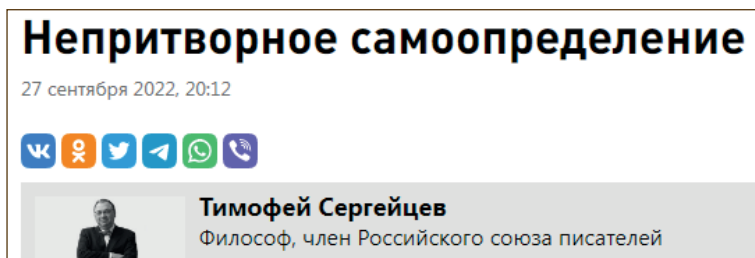 Непритворное самоопределение
27 сентября 2022, 20:12
Тимофей Сергейцев
Философ, член Российского союза писателей